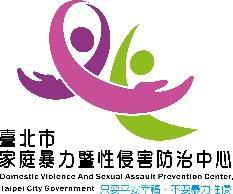 臺北市
家庭暴力暨性侵害防治中心
Domestic Violence And Sexual Assault Prevention Center,
Taipei City Government 只要平安幸福·不要暴力性侵